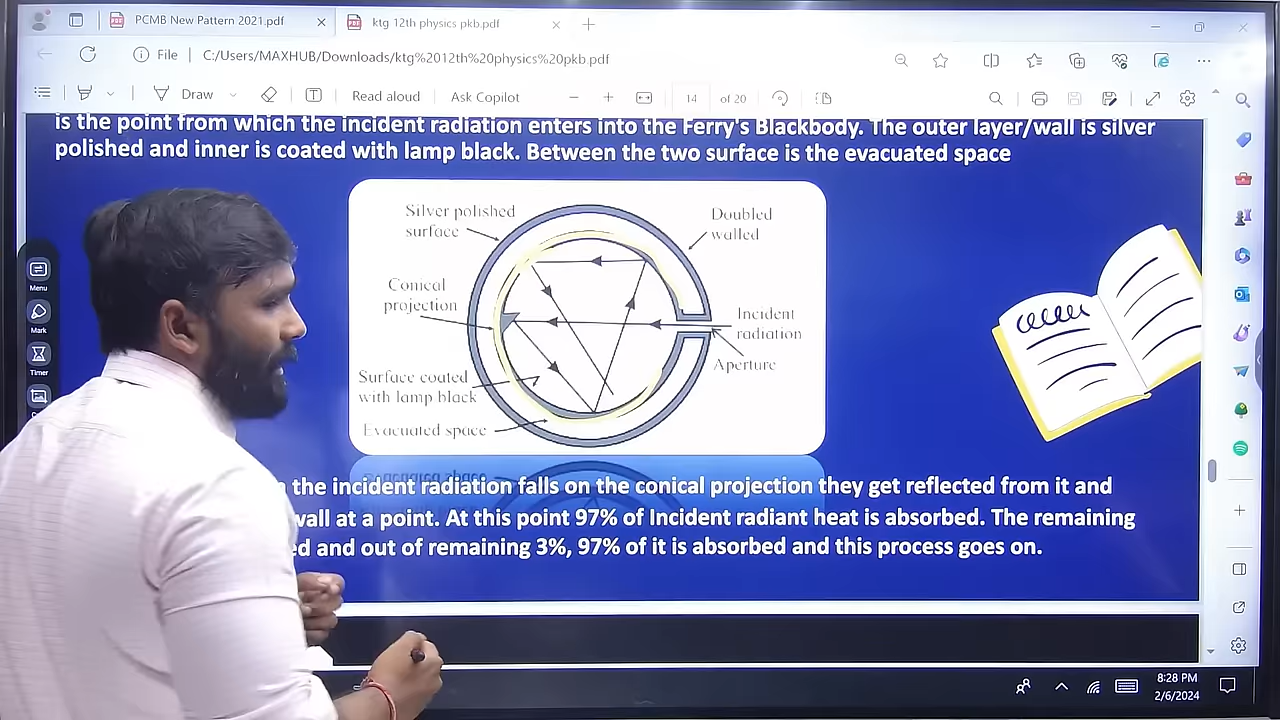 PCMB New Pattern 2021.pdf
ktg 12th physics pkb.pdf
File
C:/Users/MAXHUB/Downloads/ktg%2012th%20physics%20pkb.pdf
Draw
Read aloud
Ask Copilot
14 of 20
is the point from which the incident radiation enters into the Ferry's Blackbody. The outer layer/wall is silver
polished and inner is coated with lamp black. Between the two surface is the evacuated space
Silver polished
surface
Doubled
walled
Conical
projection
Incident
radiation
Aperture
Surface coated
with lamp black
Evacuated space
Menu
Mark
Timer
the incident radiation falls on the conical projection they get reflected from it and
wall at a point. At this point 97% of Incident radiant heat is absorbed. The remaining
ed and out of remaining 3%, 97% of it is absorbed and this process goes on.
8:28 PM
2/6/2024